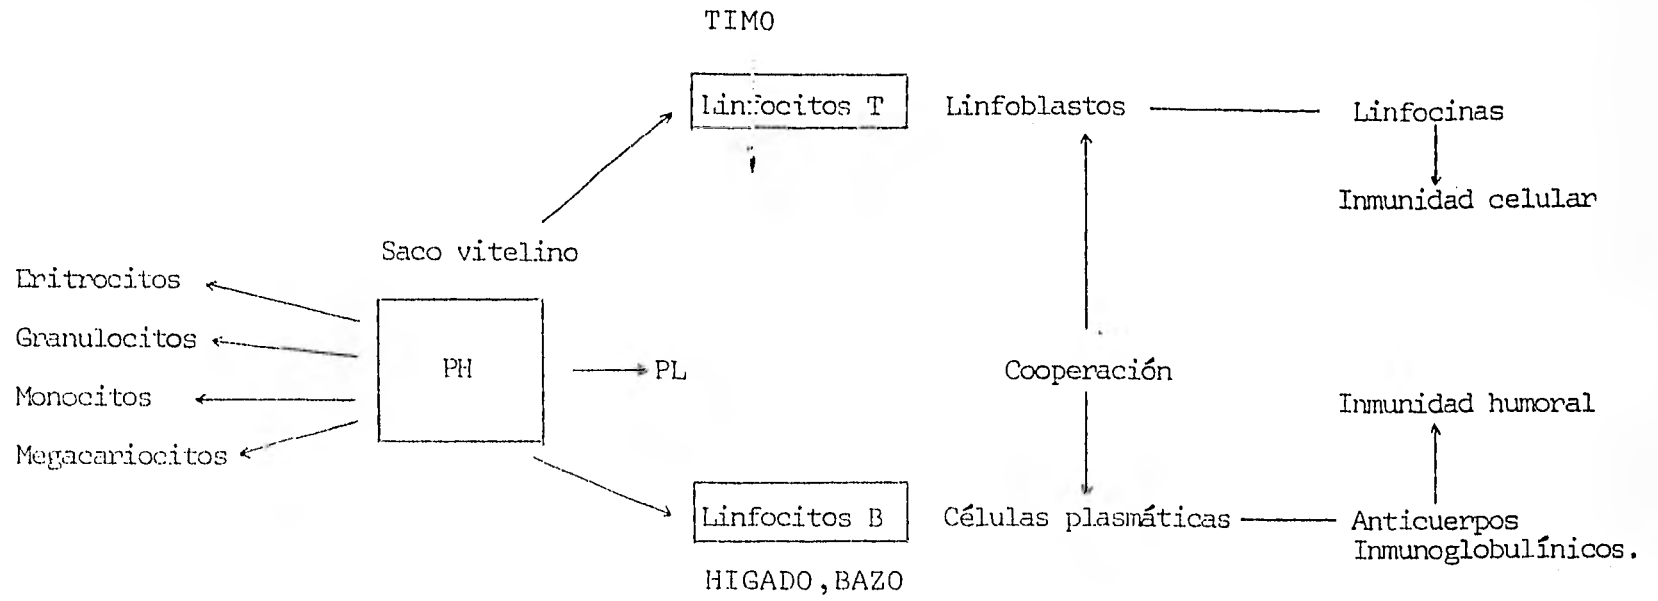 TIMO
Linfocitos T
Linfoblastos
Linfocinas
Inmunidad celular
Saco vitelino
Eritrocitos
Granulocitos
Monocitos
Megacariocitos
PH
PL
Cooperación
Inmunidad humoral
Linfocitos B
Células plasmáticas
Anticuerpos
Inmunoglobulínicos.
HIGADO, BAZO